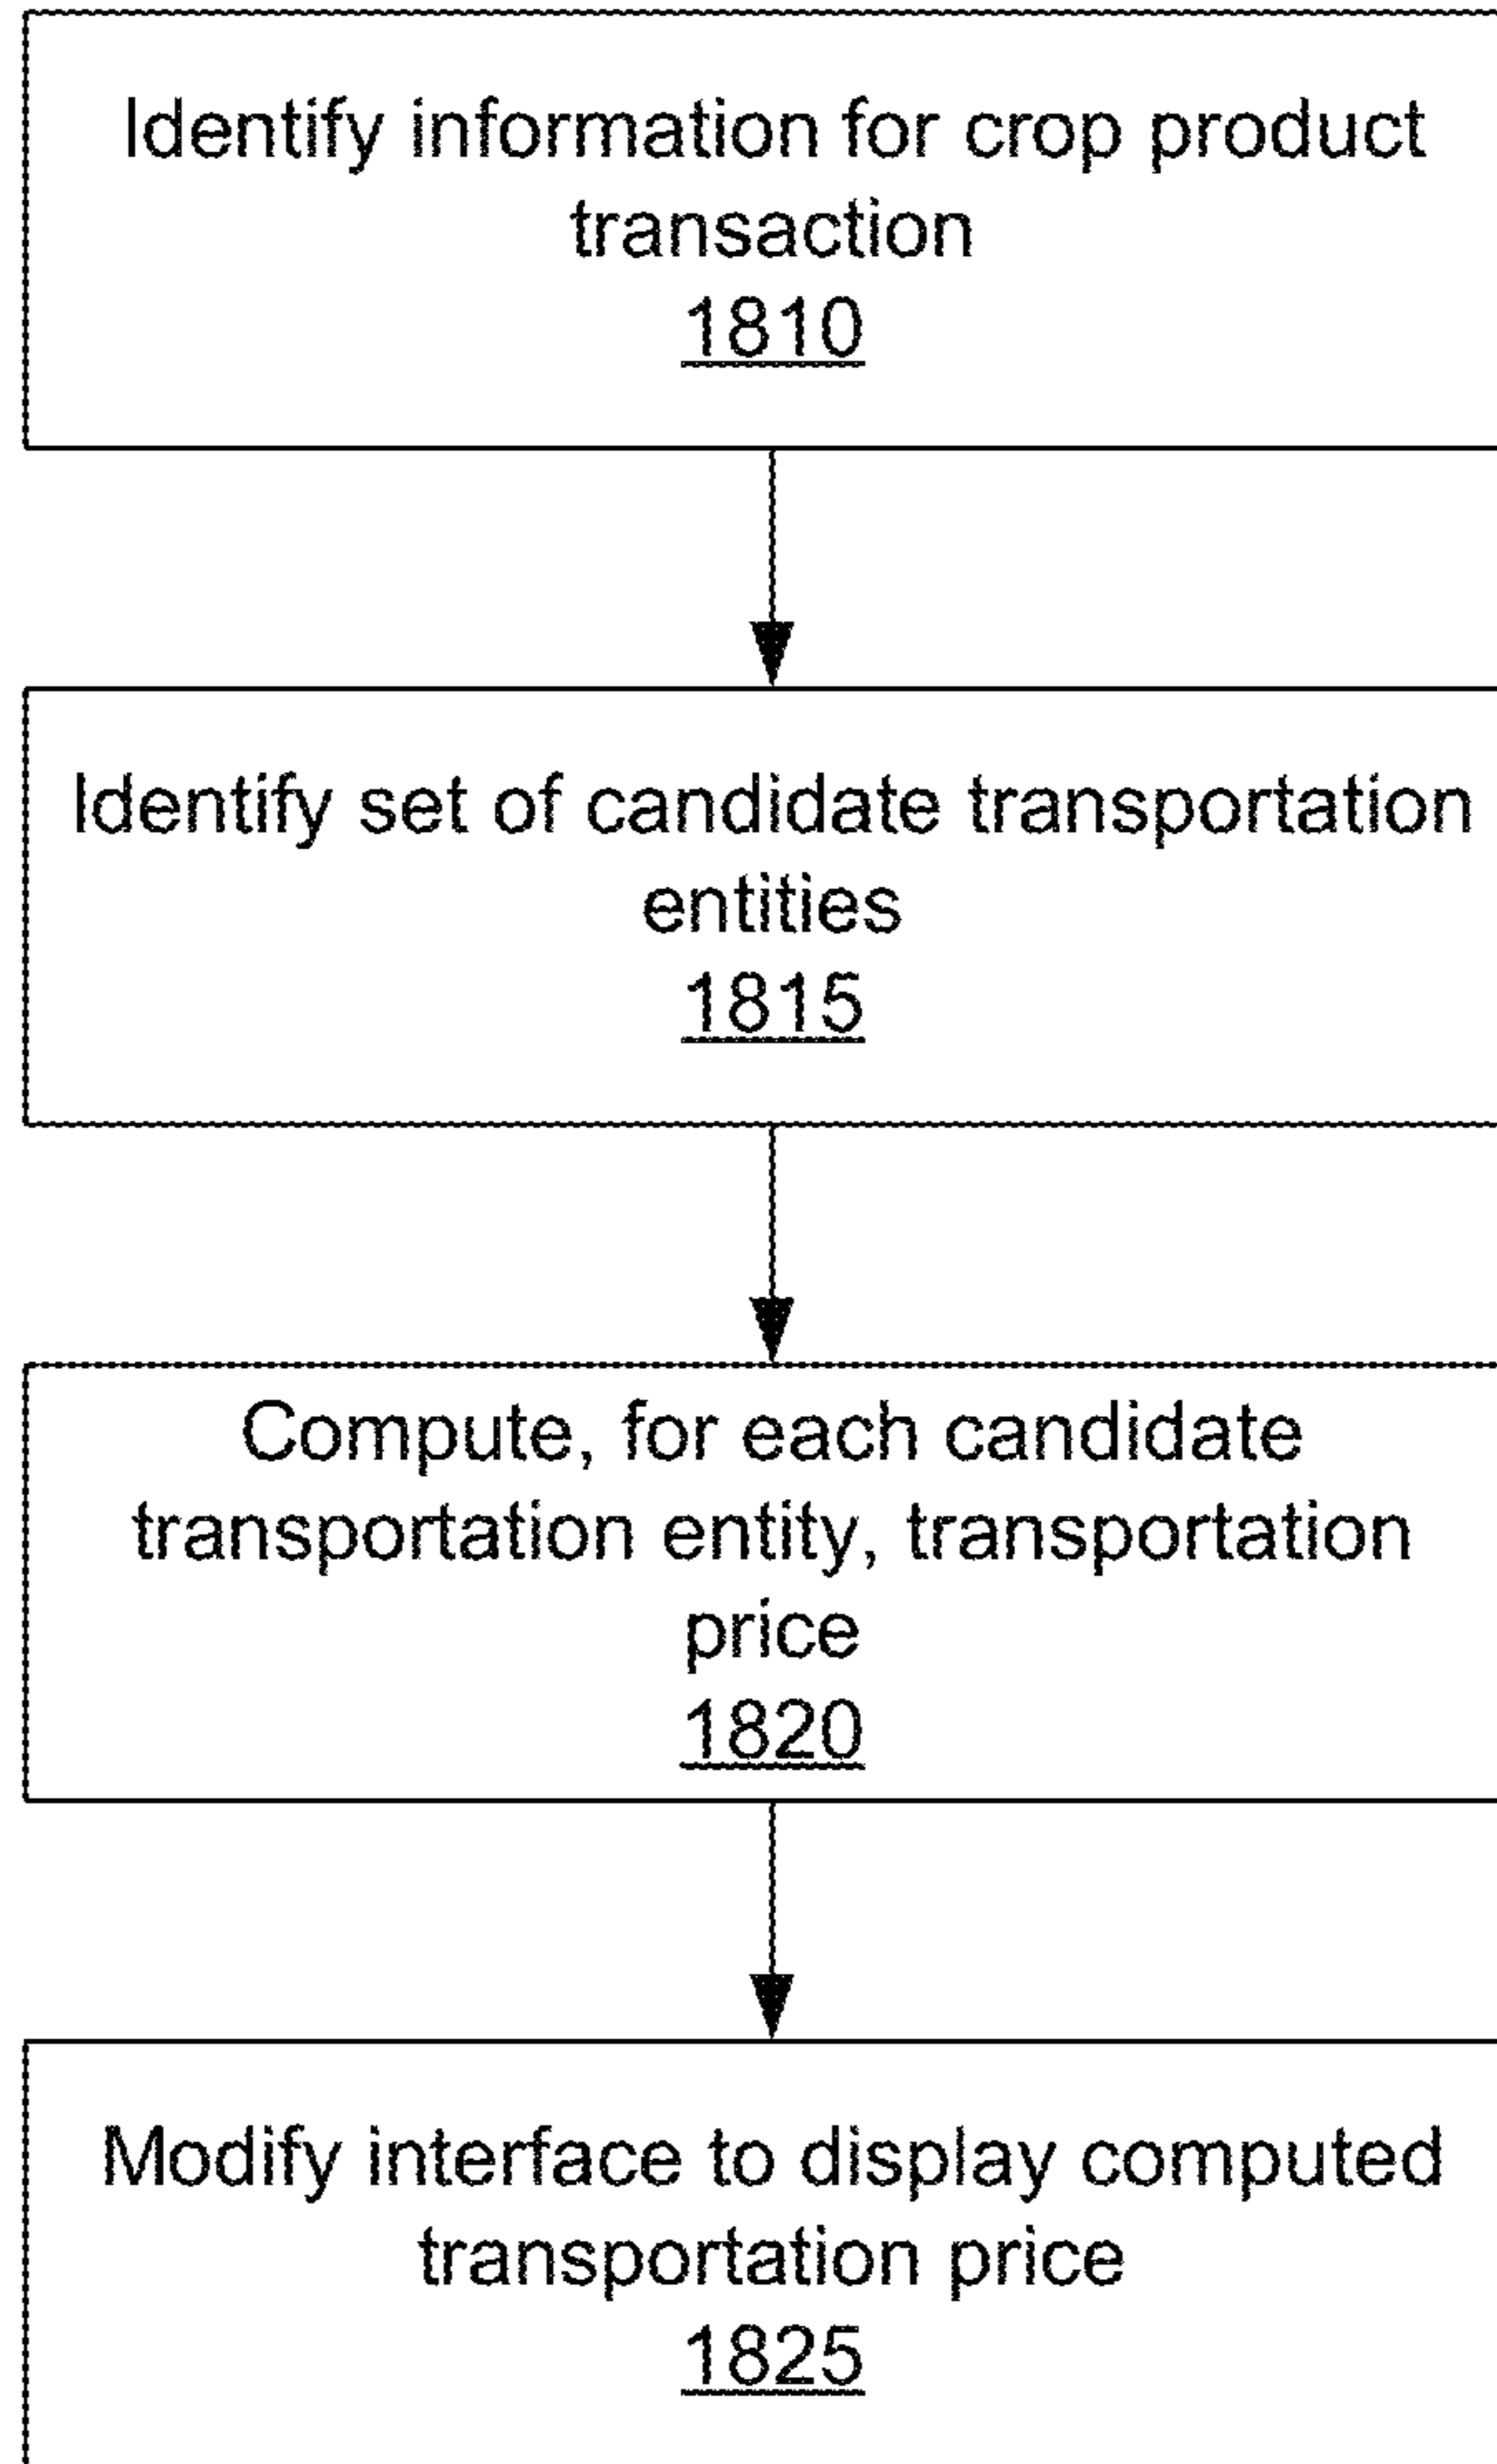 Identify information for crop product
transaction
1810
Identify set of candidate transportation
entities
1815
Compute, for each candidate
transportation entity, transportation
price
1820
Modify interface to display computed
transportation price
1825